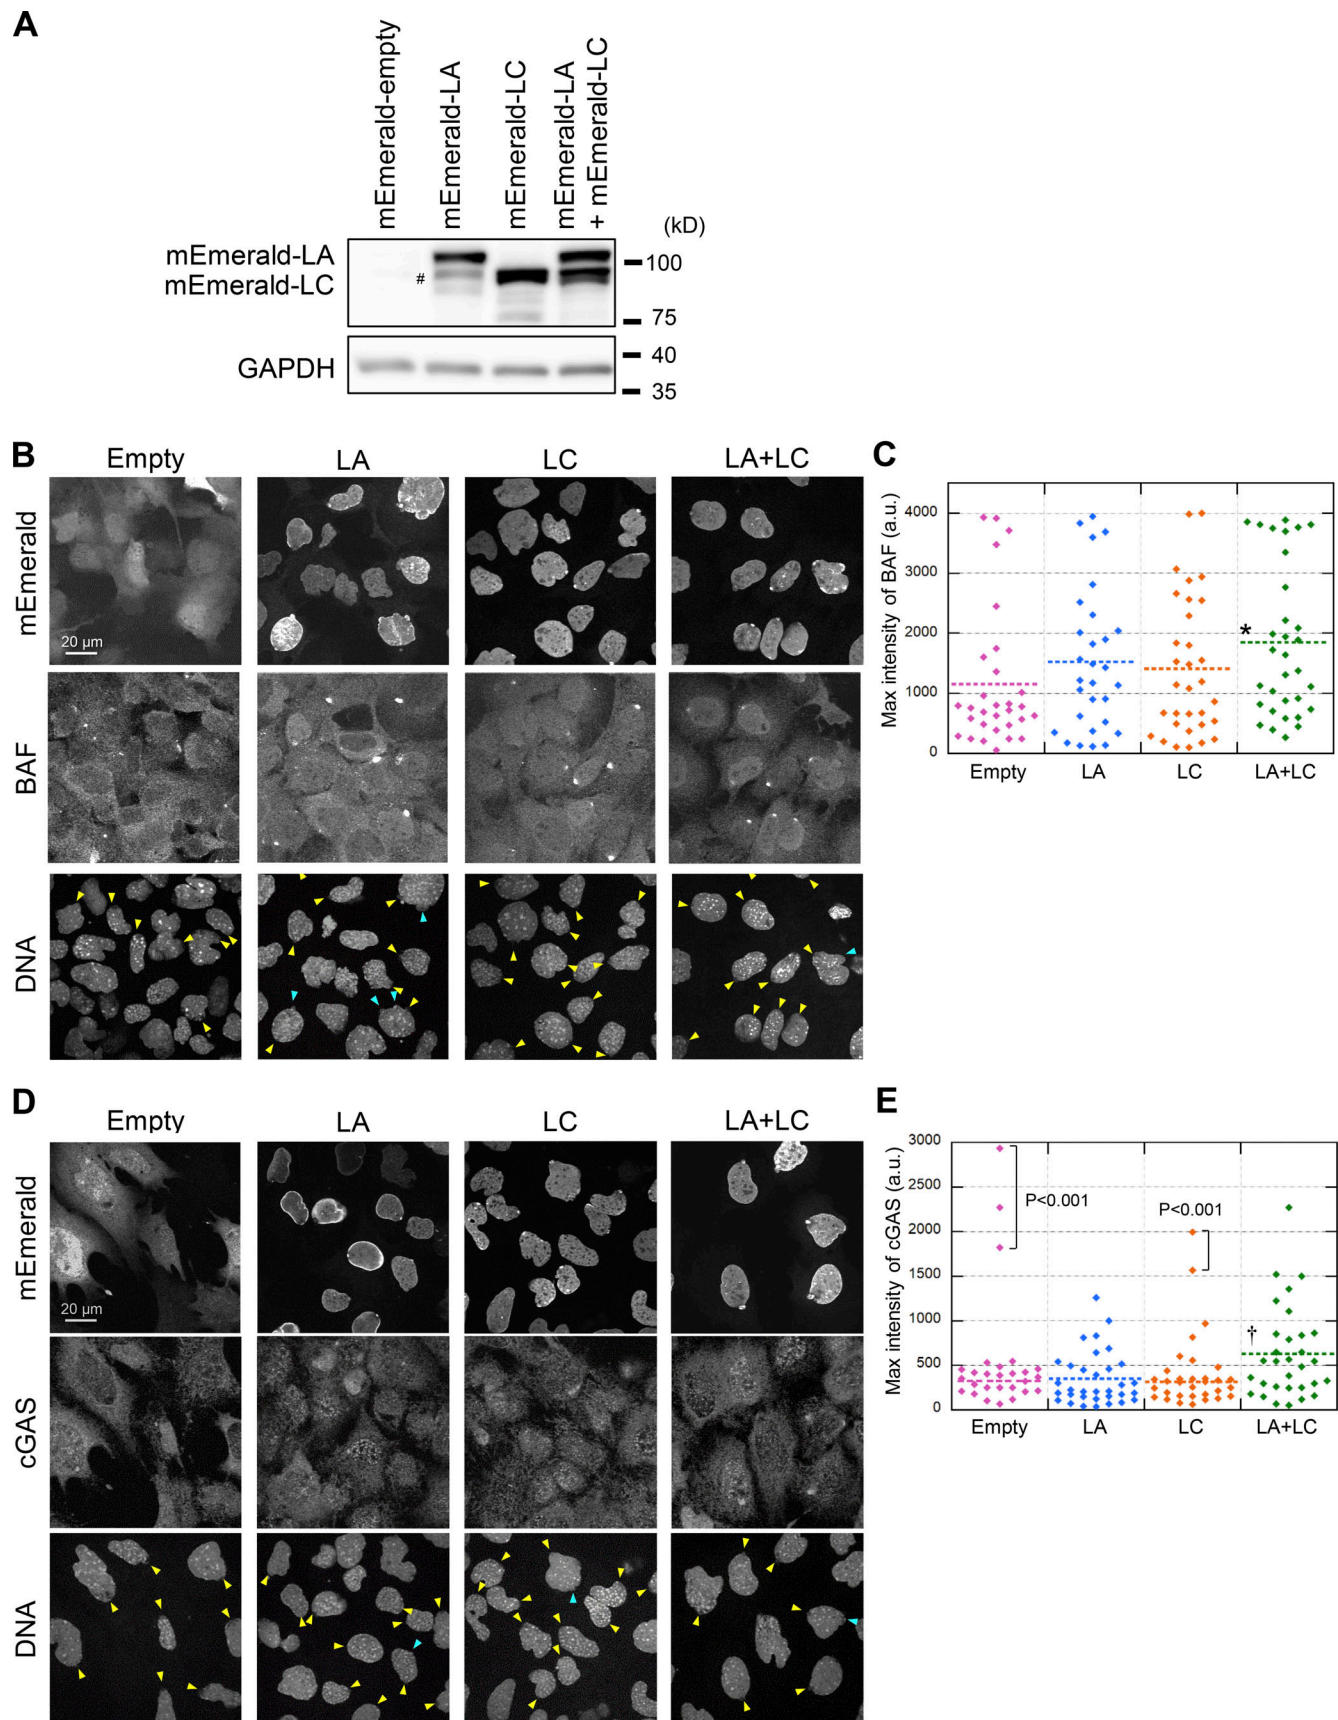 A
mEmerald-empty
mEmerald-LA
mEmerald-LC
mEmerald-LA
+ mEmerald-LC
(kD)
mEmerald-LA
#
mEmerald-LC
100
75
GAPDH
40
35
B
Empty
LA
LC
LA+LC
mEmerald
20 µm
BAF
DNA
C
Max intensity of BAF (a.u.)
4000
3000
2000
1000
0
*
Empty
LA
LC
LA+LC
D
Empty
LA
LC
LA+LC
mEmerald
20 µm
cGAS
DNA
E
Max intensity of cGAS (a.u.)
3000
2500
2000
1500
1000
500
0
P<0.001
P<0.001
†
Empty
LA
LC
LA+LC